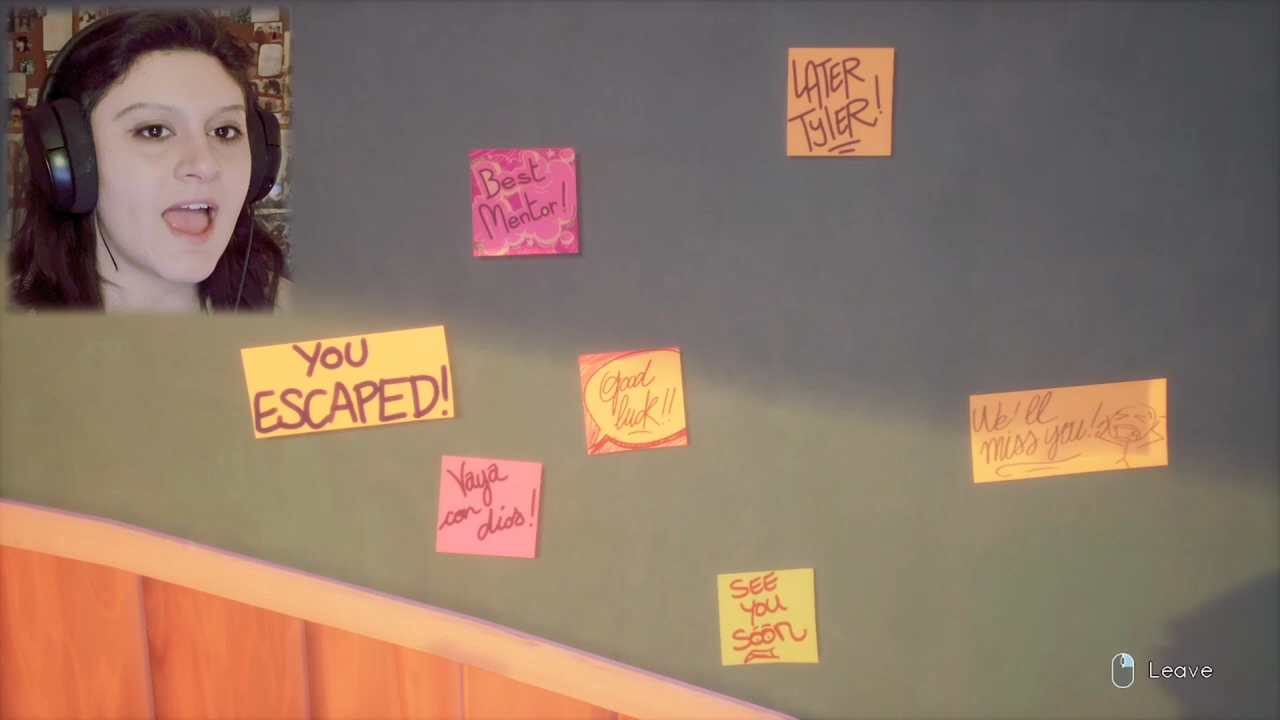 LATER
TYLER!
Best
Mentor!
YOU
ESCAPED!
Good
luck!!
We'll
miss you!
Vaya
con
dios!
SEE
YOU
SOON
Leave